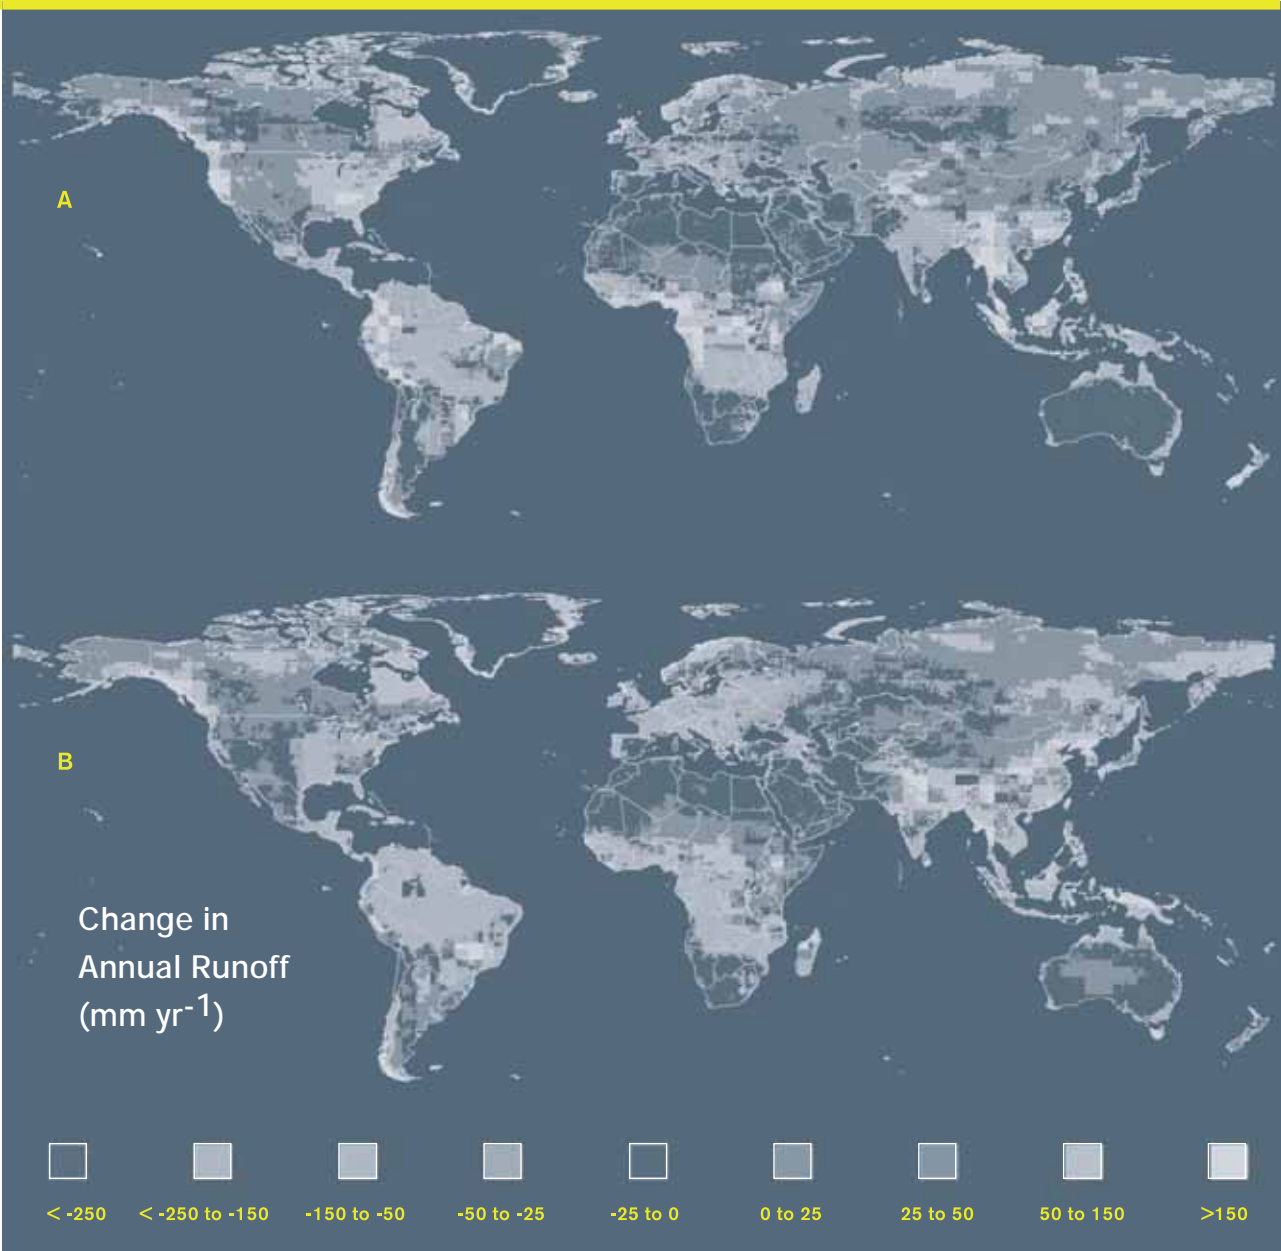 A
B
Change in
Annual Runoff
(mm yr-1)
< -250
< -250 to -150
-150 to -50
-50 to -25
-25 to 0
0 to 25
25 to 50
50 to 150
>150